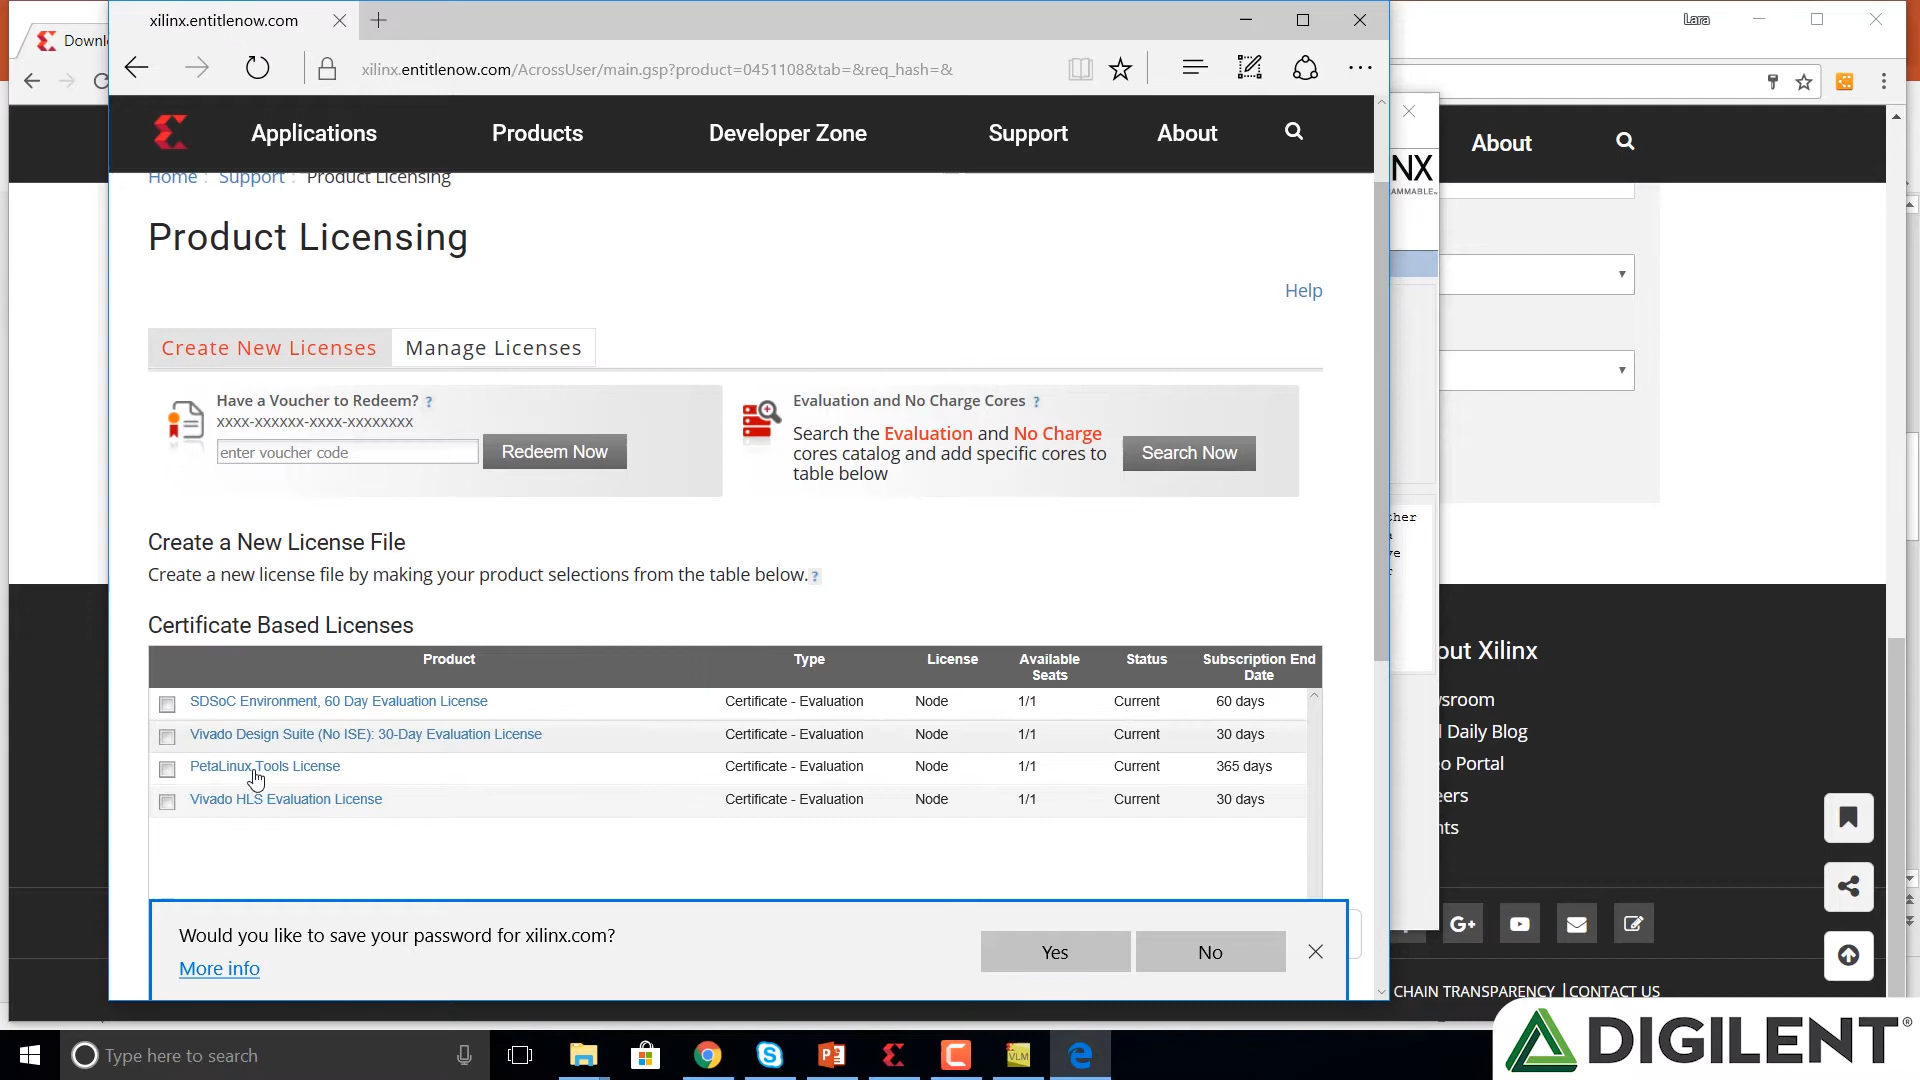 xilinx.entitlenow.com
Lara
Downl
xilinx.entitlenow.com/AcrossUser/main.gsp?product=0451108&tab=&req_hash=&
Applications
Products
Developer Zone
Support
About
About
NX
AMMABLE.
Home : Support : Product Licensing
Product Licensing
Help
Create New Licenses
Manage Licenses
Have a Voucher to Redeem? ?
XXXX-XXXXXX-XXXX-XXXXXXXX
enter voucher code
Redeem Now
Evaluation and No Charge Cores ?
Search the Evaluation and No Charge
cores catalog and add specific cores to
table below
Search Now
Create a New License File
Create a new license file by making your product selections from the table below. ?
Certificate Based Licenses
Product Type License Available Seats Status Subscription End Date
SDSoC Environment, 60 Day Evaluation License Certificate - Evaluation Node 1/1 Current 60 days
Vivado Design Suite (No ISE): 30-Day Evaluation License Certificate - Evaluation Node 1/1 Current 30 days
PetaLinux Tools License Certificate - Evaluation Node 1/1 Current 365 days
Vivado HLS Evaluation License Certificate - Evaluation Node 1/1 Current 30 days
Would you like to save your password for xilinx.com?
More info
Yes
No
out Xilinx
wsroom
l Daily Blog
o Portal
eers
nts
G+
CHAIN TRANSPARENCY | CONTACT US
Type here to search
VLM
DIGILENT®